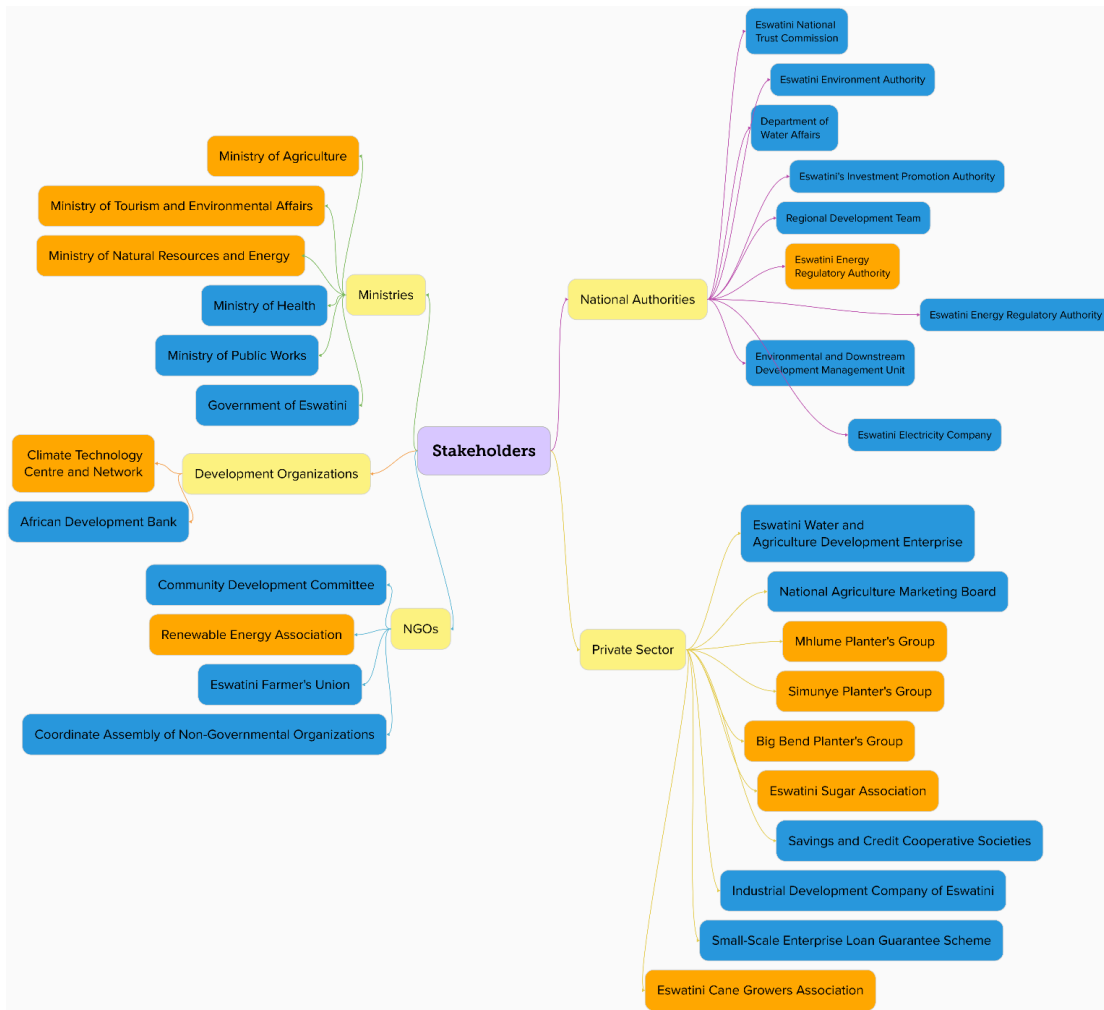 Stakeholders
Ministries
Ministry of Agriculture
Ministry of Tourism and Environmental Affairs
Ministry of Natural Resources and Energy
Ministry of Health
Ministry of Public Works
Government of Eswatini
Development Organizations
Climate Technology
Centre and Network
African Development Bank
NGOs
Community Development Committee
Renewable Energy Association
Eswatini Farmer's Union
Coordinate Assembly of Non-Governmental Organizations
National Authorities
Eswatini National
Trust Commission
Eswatini Environment Authority
Department of
Water Affairs
Eswatini's Investment Promotion Authority
Regional Development Team
Eswatini Energy
Regulatory Authority
Eswatini Energy Regulatory Authority
Environmental and Downstream
Development Management Unit
Eswatini Electricity Company
Private Sector
Eswatini Water and
Agriculture Development Enterprise
National Agriculture Marketing Board
Mhlume Planter's Group
Simunye Planter's Group
Big Bend Planter's Group
Eswatini Sugar Association
Savings and Credit Cooperative Societies
Industrial Development Company of Eswatini
Small-Scale Enterprise Loan Guarantee Scheme
Eswatini Cane Growers Association